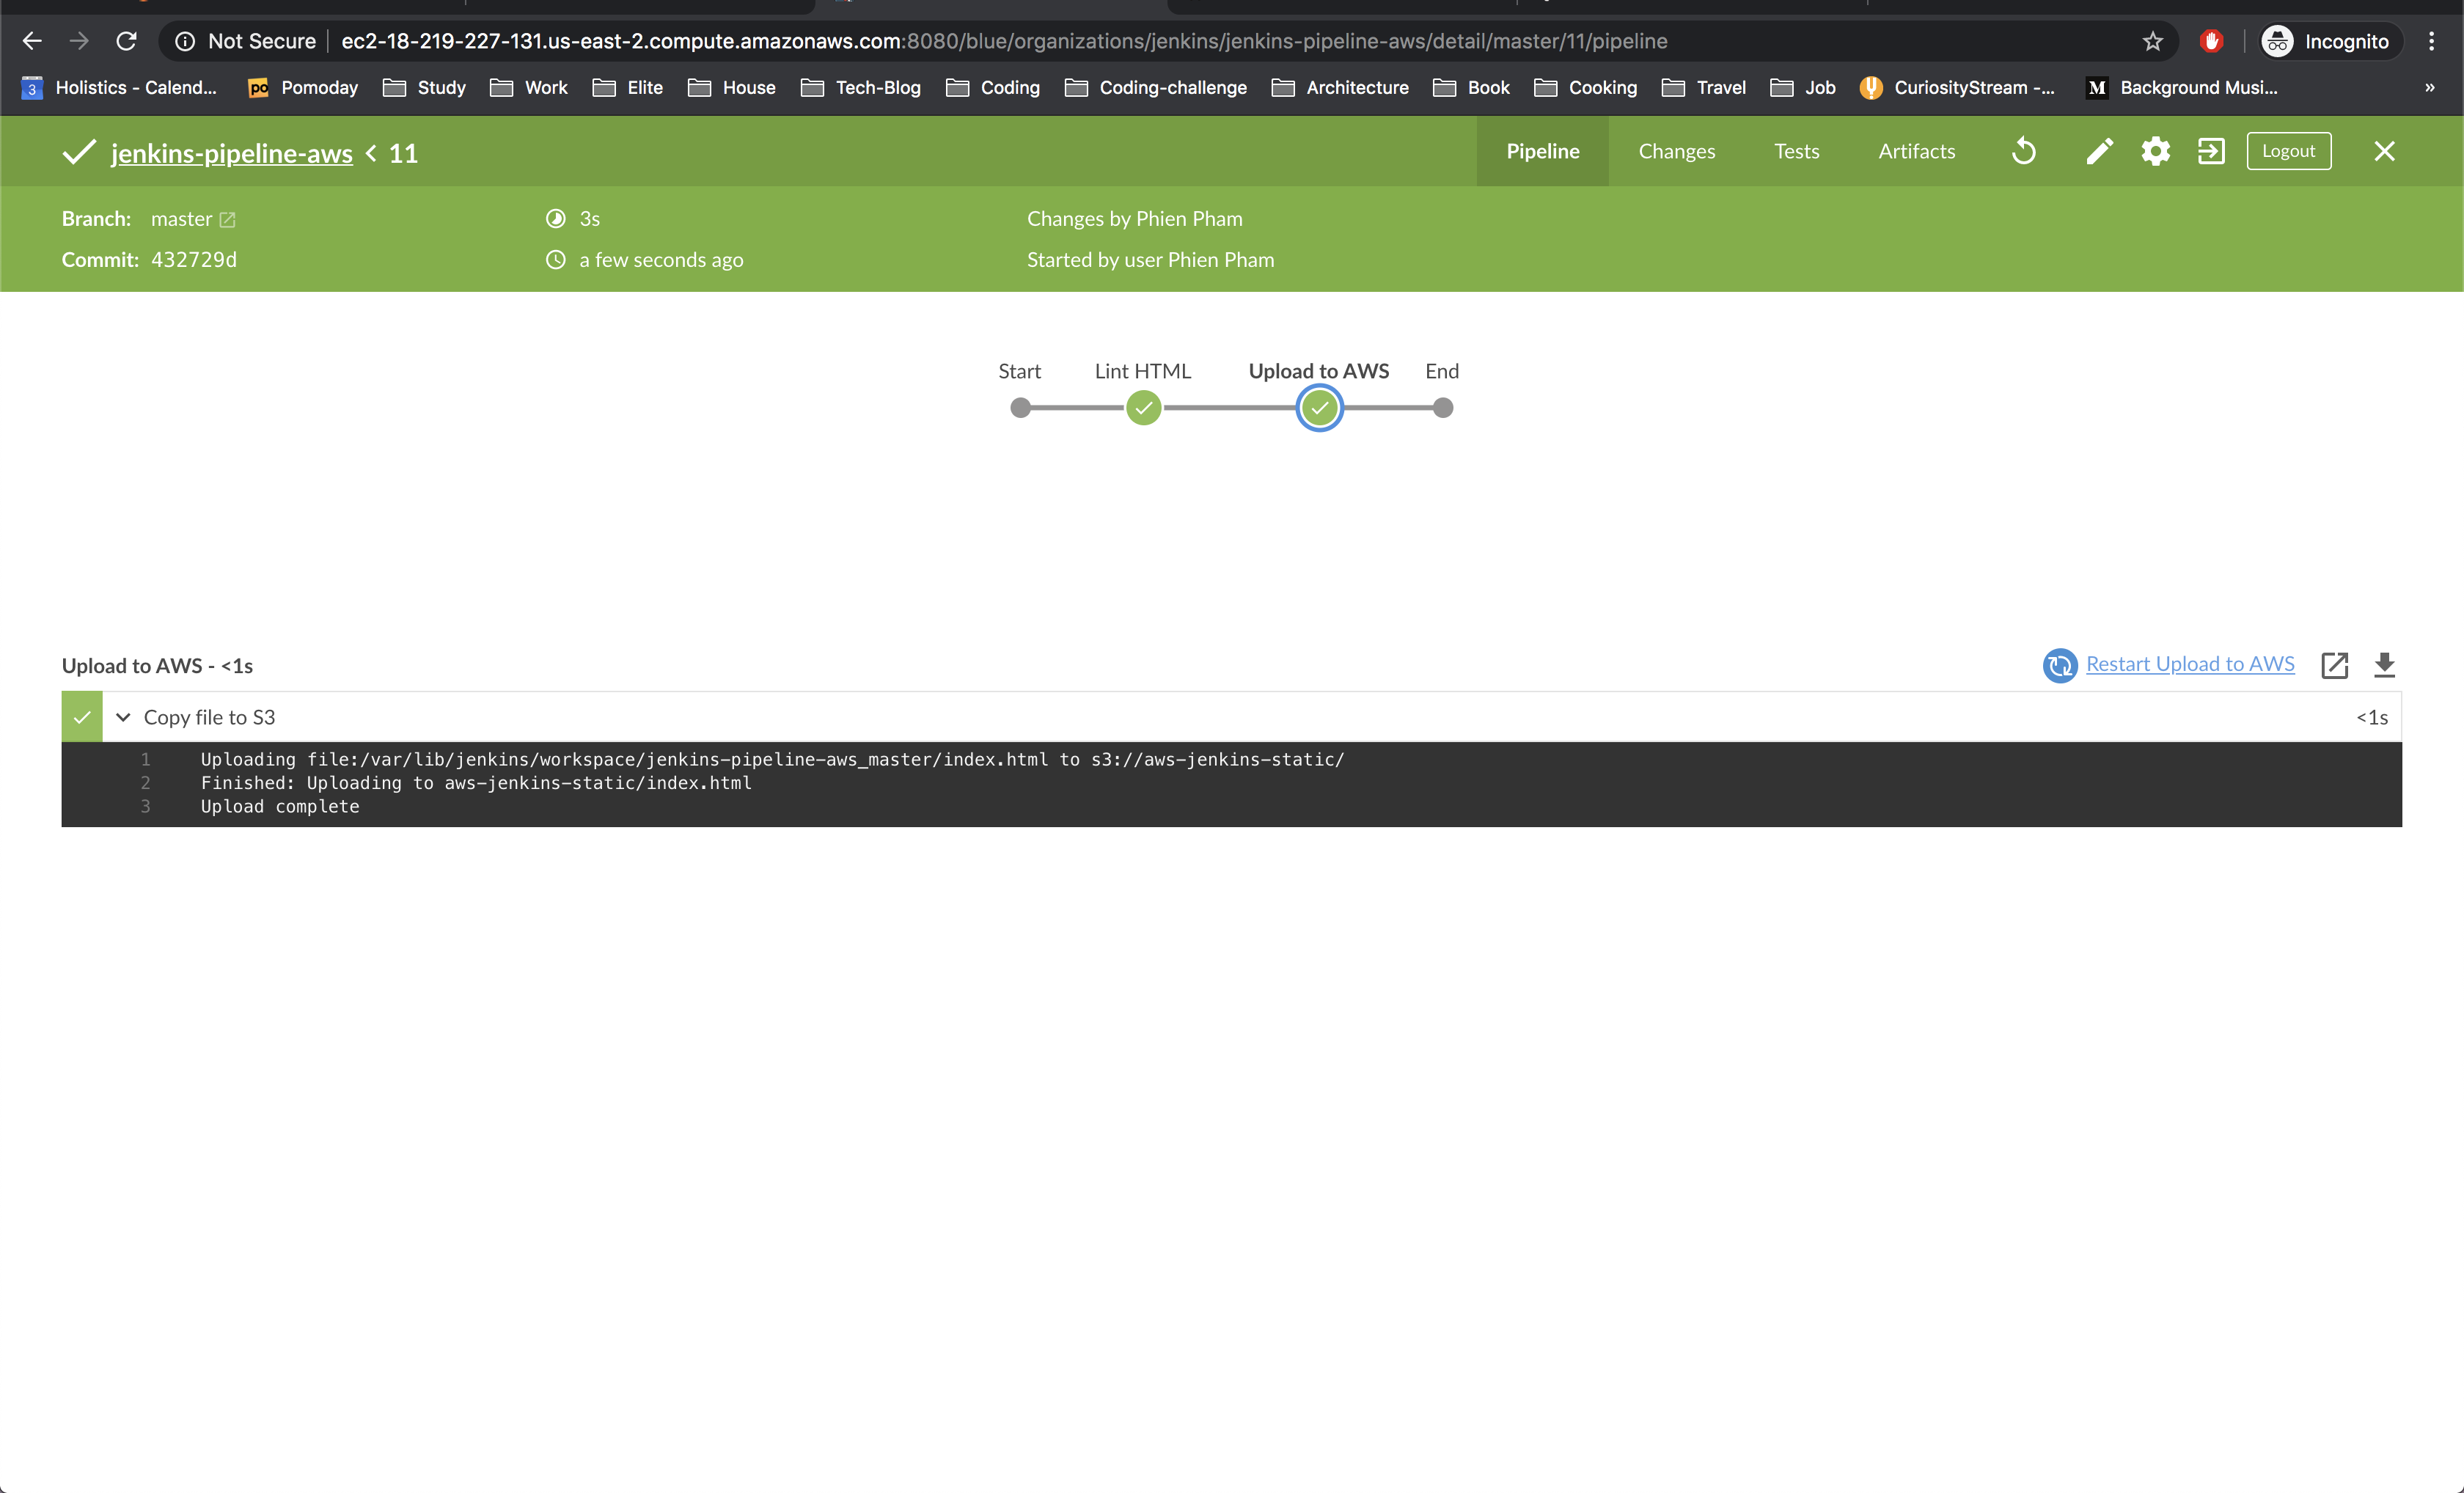 Not Secure ec2-18-219-227-131.us-east-2.compute.amazonaws.com:8080/blue/organizations/jenkins/jenkins-pipeline-aws/detail/master/11/pipeline Incognito
3 Holistics - Calend... po Pomoday Study Work Elite House Tech-Blog Coding Coding-challenge Architecture Book Cooking Travel Job CuriosityStream -... M Background Musi... »
jenkins-pipeline-aws < 11 Pipeline Changes Tests Artifacts Logout
Branch: master 3s Changes by Phien Pham
Commit: 432729d a few seconds ago Started by user Phien Pham
Start Lint HTML Upload to AWS End
Upload to AWS - <1s Restart Upload to AWS
Copy file to S3 <1s
1 Uploading file:/var/lib/jenkins/workspace/jenkins-pipeline-aws_master/index.html to s3://aws-jenkins-static/
2 Finished: Uploading to aws-jenkins-static/index.html
3 Upload complete